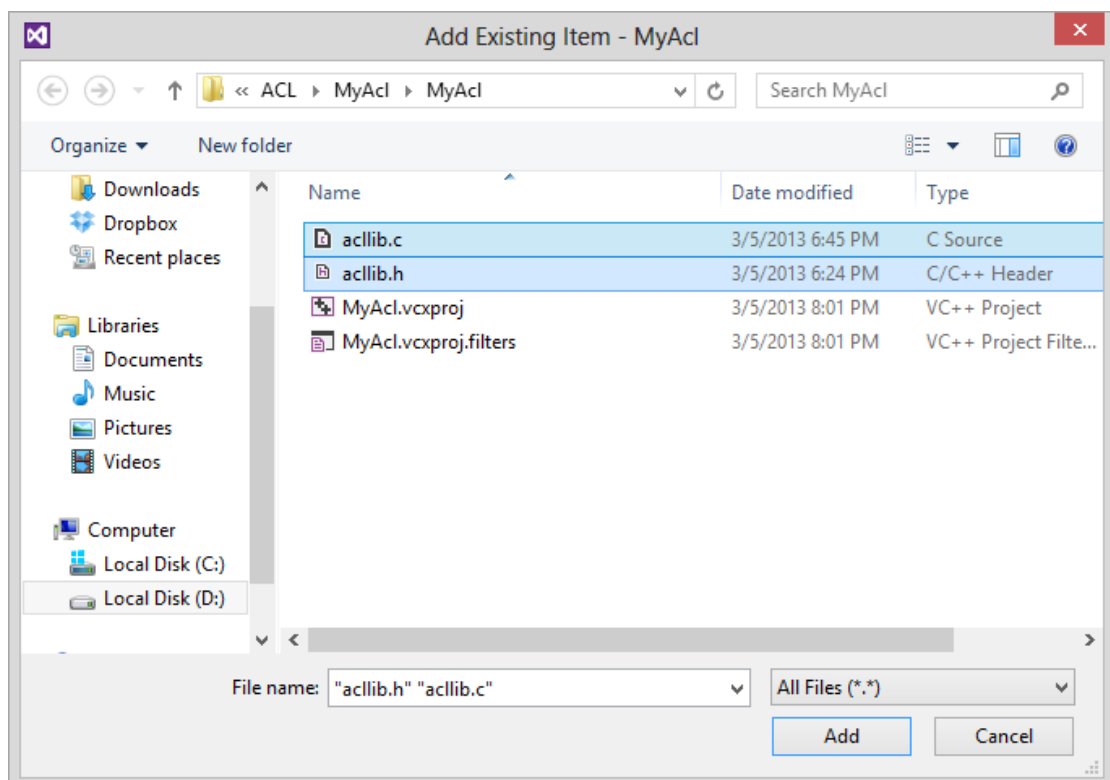 Add Existing Item - MyAcl
« ACL MyAcl MyAcl Search MyAcl
Organize New folder
Name Date modified Type
Downloads
Dropbox
Recent places
Libraries
Documents
Music
Pictures
Videos
Computer
Local Disk (C:)
Local Disk (D:)
acllib.c 3/5/2013 6:45 PM C Source
acllib.h 3/5/2013 6:24 PM C/C++ Header
MyAcl.vcxproj 3/5/2013 8:01 PM VC++ Project
MyAcl.vcxproj.filters 3/5/2013 8:01 PM VC++ Project Filte...
File name: "acllib.h" "acllib.c" All Files (*.*)
Add Cancel